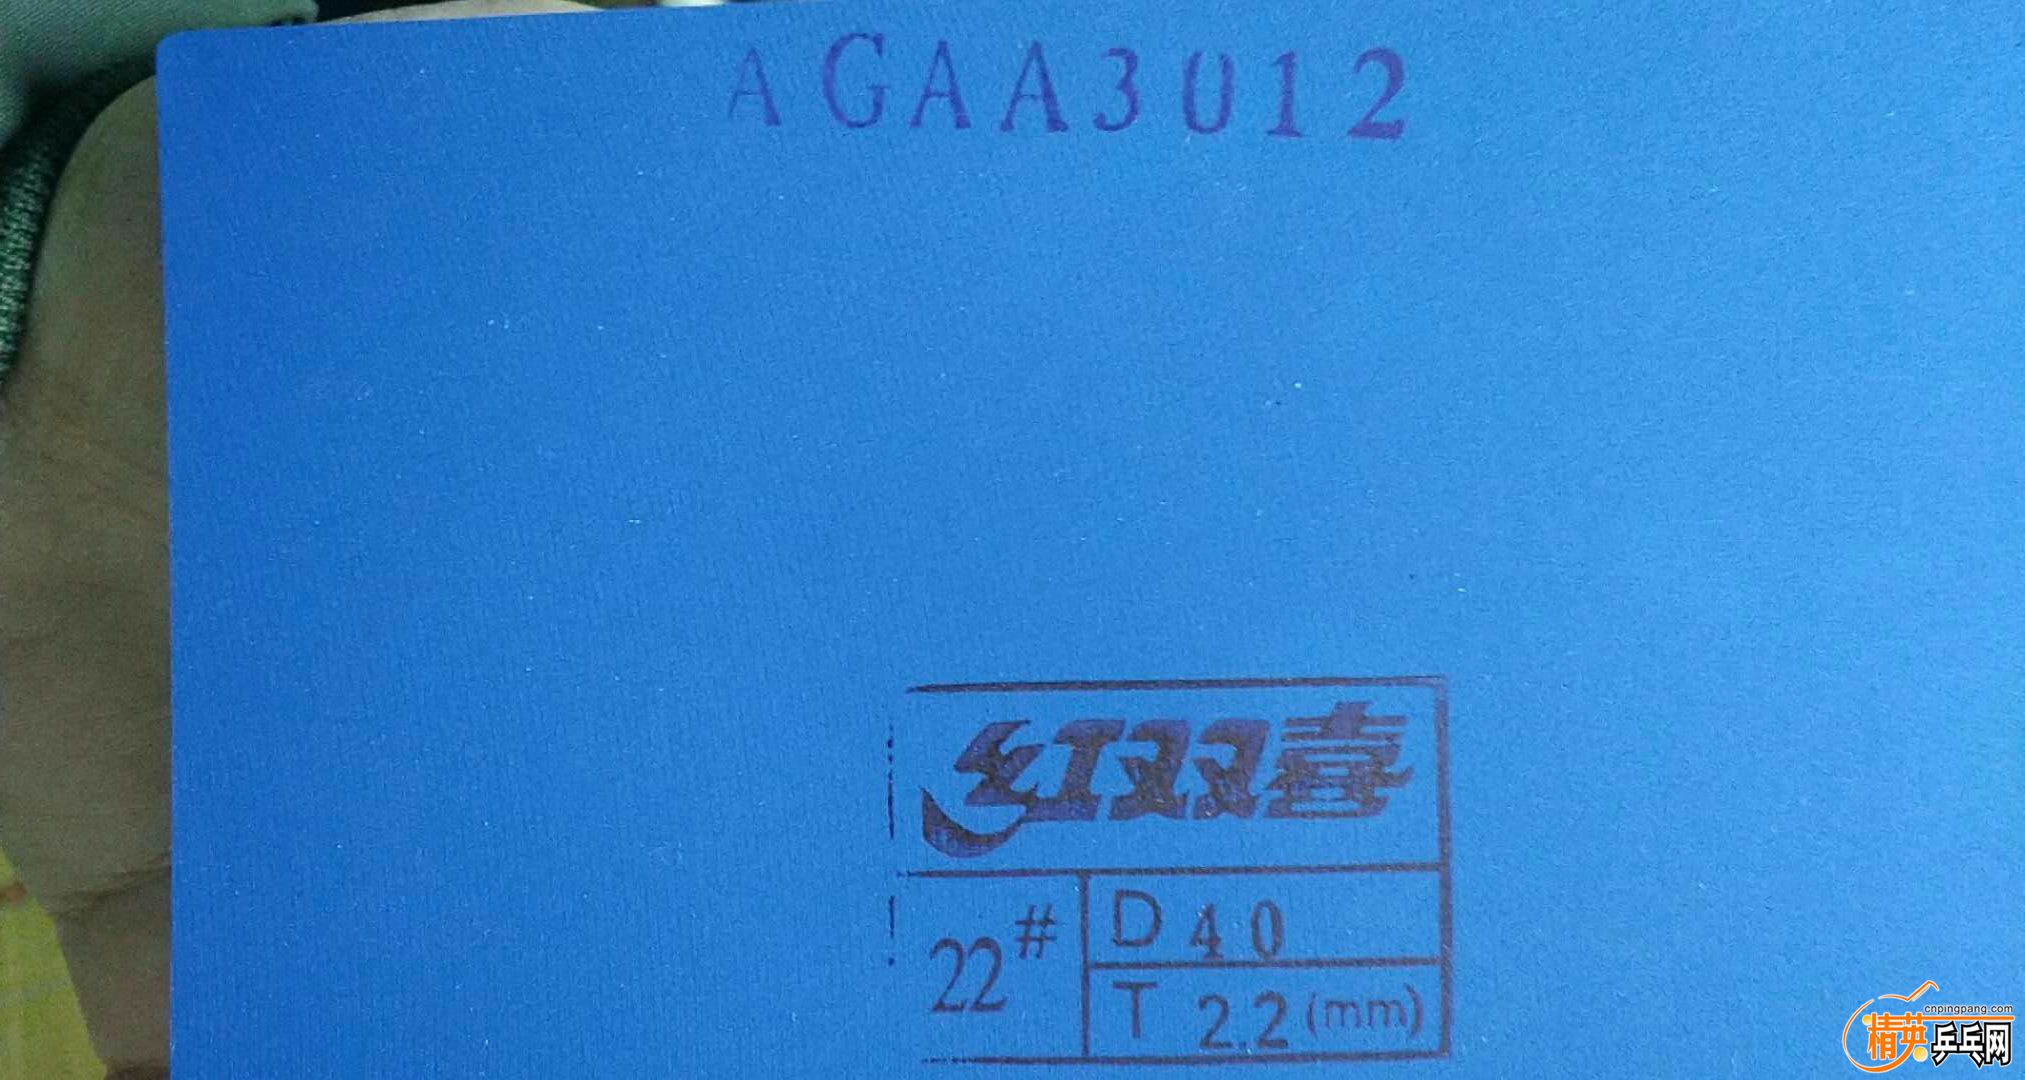 AGAA3012
红双喜
22# D 40
T 2.2(mm)
cnpingpang.com
精英乒乓网